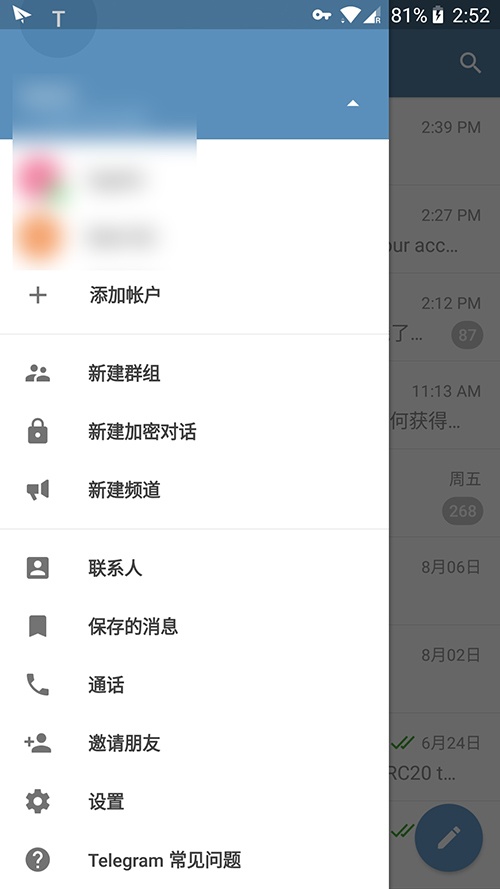 T
R
81%
2:52
2:39 PM
2:27 PM
our acc...
添加帐户
2:12 PM
了...
87
新建群组
11:13 AM
何获得...
新建加密对话
新建频道
周五
268
联系人
8月06日
保存的消息
通话
8月02日
邀请朋友
6月24日
RC20 t...
设置
Telegram 常见问题